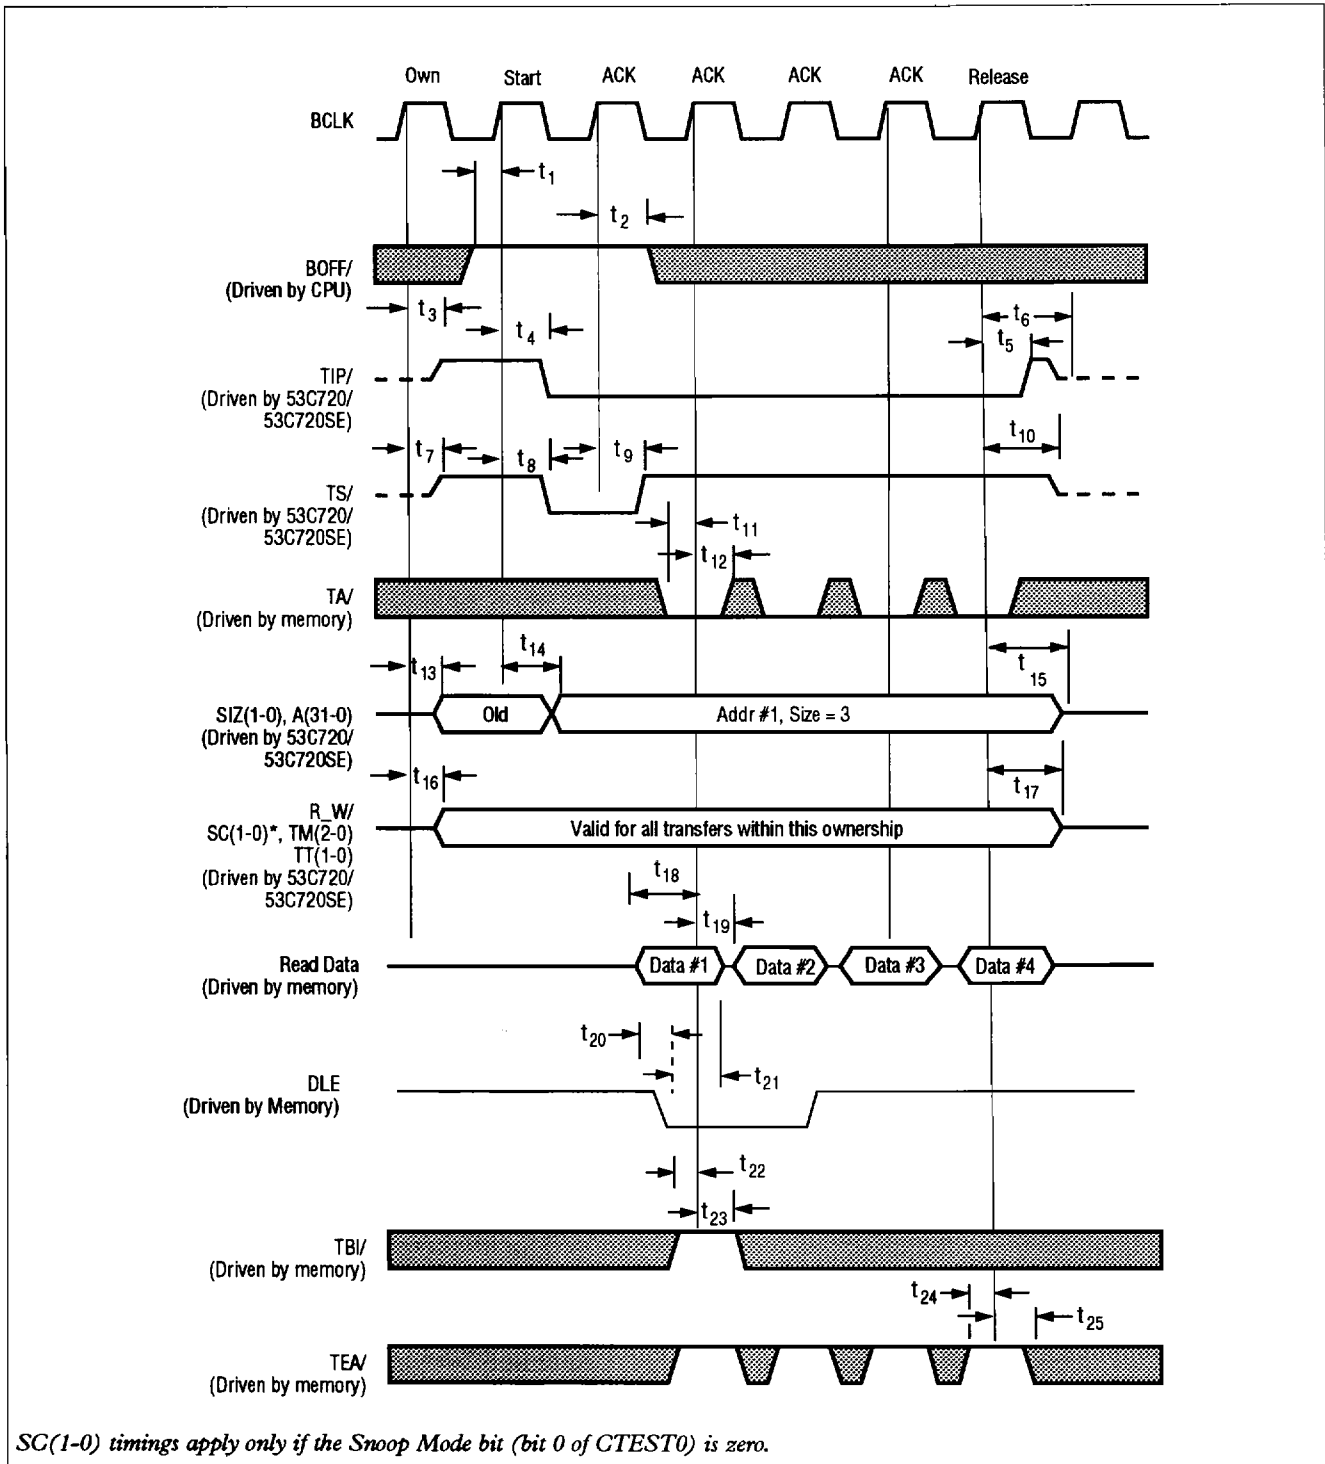 Own Start ACK ACK ACK ACK Release
BCLK
t1
t2
BOFF/
(Driven by CPU)
t3
t4
t6
t5
TIP/
(Driven by 53C720/
53C720SE)
t10
t7
t8
t9
TS/
(Driven by 53C720/
53C720SE)
t11
t12
TA/
(Driven by memory)
t14
t13
t15
SIZ(1-0), A(31-0)
(Driven by 53C720/
53C720SE)
Old
Addr #1, Size = 3
t16
t17
R_W/
SC(1-0)*, TM(2-0)
TT(1-0)
(Driven by 53C720/
53C720SE)
Valid for all transfers within this ownership
t18
t19
Read Data
(Driven by memory)
Data #1 Data #2 Data #3 Data #4
t20
t21
DLE
(Driven by Memory)
t22
t23
TBI/
(Driven by memory)
t24
t25
TEA/
(Driven by memory)
SC(1-0) timings apply only if the Snoop Mode bit (bit 0 of CTEST0) is zero.